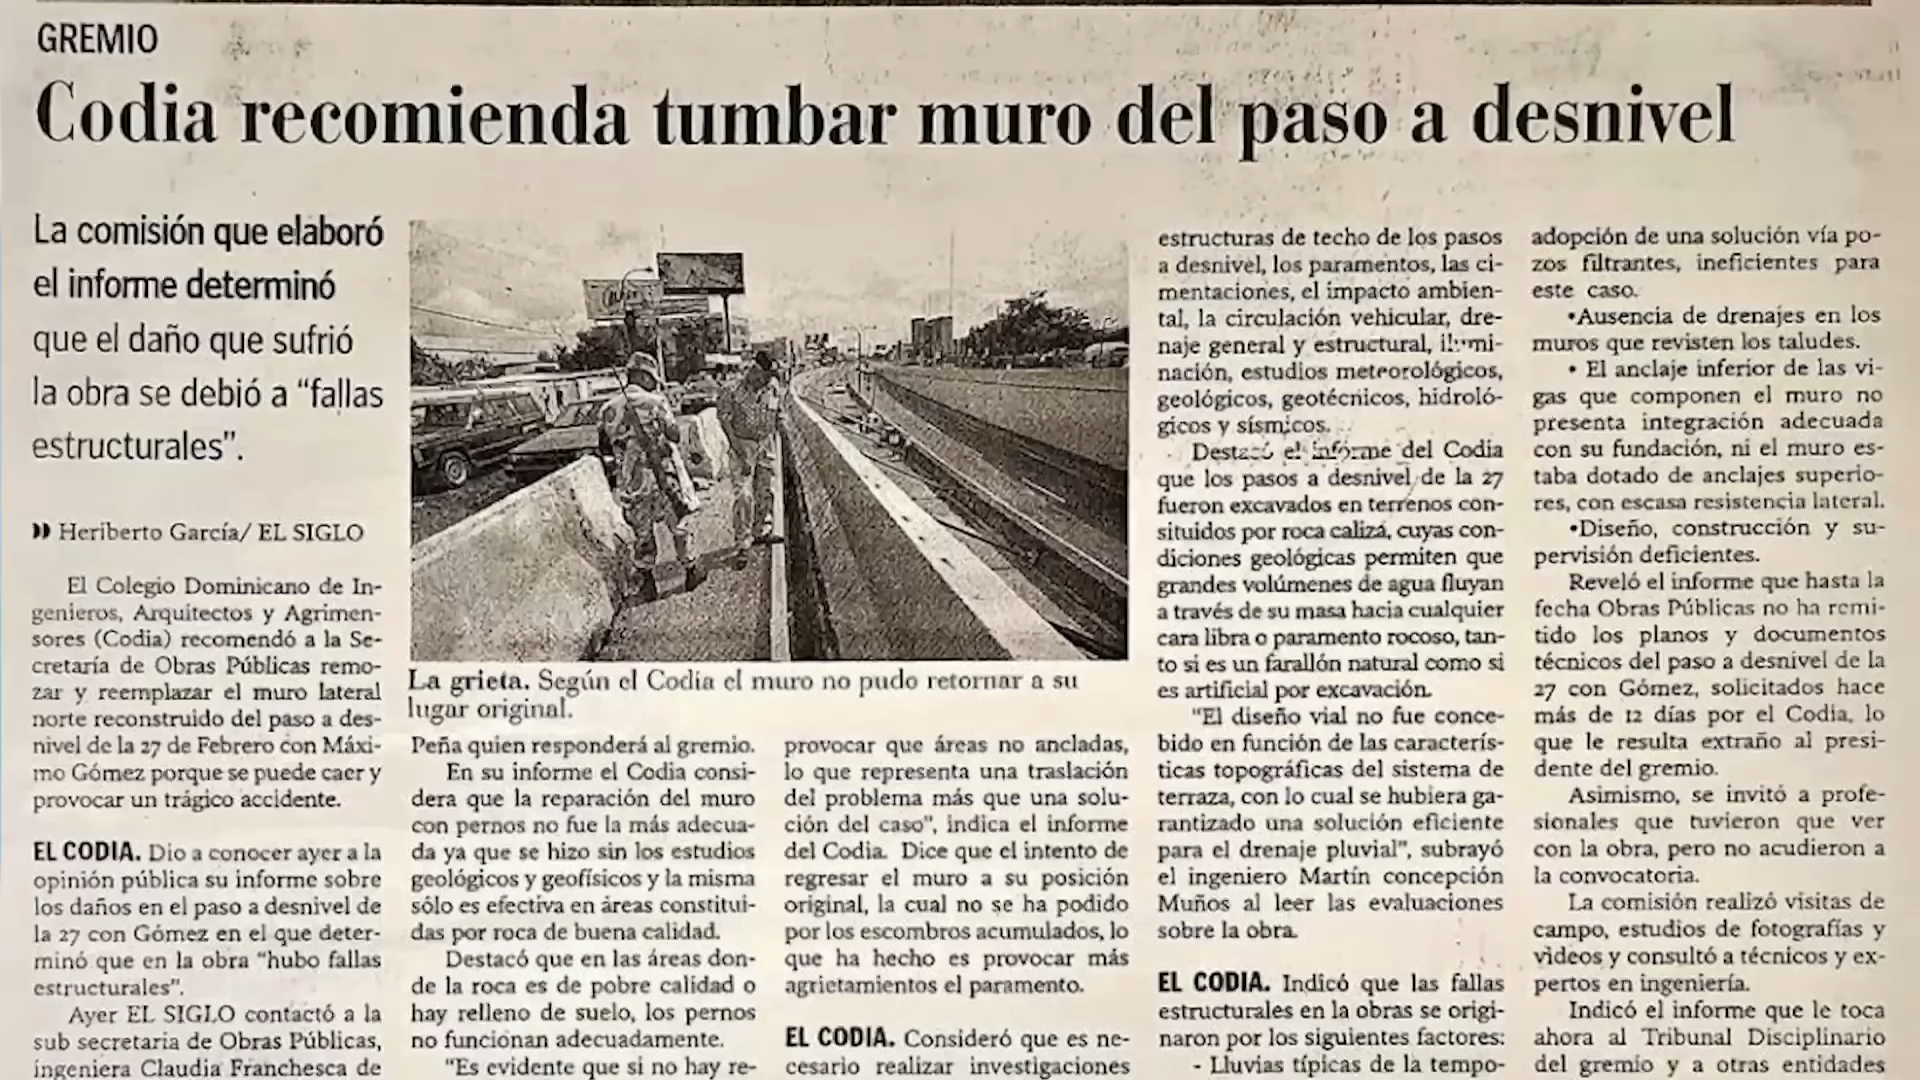 GREMIO
Codia recomienda tumbar muro del paso a desnivel
La comisión que elaboró
el informe determinó
que el daño que sufrió
la obra se debió a “fallas
estructurales”.
Heriberto García/ EL SIGLO
El Colegio Dominicano de In-
genieros, Arquitectos y Agrimen-
sores (Codia) recomendó a la Se-
cretaría de Obras Públicas remo-
zar y reemplazar el muro lateral
norte reconstruido del paso a des-
nivel de la 27 de Febrero con Máxi-
mo Gómez porque se puede caer y
provocar un trágico accidente.
EL CODIA. Dio a conocer ayer a la
opinión pública su informe sobre
los daños en el paso a desnivel de
la 27 con Gómez en el que deter-
minó que en la obra “hubo fallas
estructurales”.
Ayer EL SIGLO contactó a la
sub secretaria de Obras Públicas,
ingeniera Claudia Franchesca de
La grieta. Según el Codia el muro no pudo retornar a su
lugar original.
Peña quien responderá al gremio.
En su informe el Codia consi-
dera que la reparación del muro
con pernos no fue la más adecua-
da ya que se hizo sin los estudios
geológicos y geofísicos y la misma
sólo es efectiva en áreas constitui-
das por roca de buena calidad.
Destacó que en las áreas don-
de la roca es de pobre calidad o
hay relleno de suelo, los pernos
no funcionan adecuadamente.
“Es evidente que si no hay re-
provocar que áreas no ancladas,
lo que representa una traslación
del problema más que una solu-
ción del caso”, indica el informe
del Codia. Dice que el intento de
regresar el muro a su posición
original, la cual no se ha podido
por los escombros acumulados, lo
que ha hecho es provocar más
agrietamientos el paramento.
EL CODIA. Consideró que es ne-
cesario realizar investigaciones
estructuras de techo de los pasos
a desnivel, los paramentos, las ci-
mentaciones, el impacto ambien-
tal, la circulación vehicular, dre-
naje general y estructural, ilumi-
nación, estudios meteorológicos,
geológicos, geotécnicos, hidroló-
gicos y sísmicos.
Destacó el informe del Codia
que los pasos a desnivel de la 27
fueron excavados en terrenos con-
situidos por roca caliza, cuyas con-
diciones geológicas permiten que
grandes volúmenes de agua fluyan
a través de su masa hacia cualquier
cara libra o paramento rocoso, tan-
to si es un farallón natural como si
es artificial por excavación.
“El diseño vial no fue conce-
bido en función de las caracterís-
ticas topográficas del sistema de
terraza, con lo cual se hubiera ga-
rantizado una solución eficiente
para el drenaje pluvial”, subrayó
el ingeniero Martín concepción
Muños al leer las evaluaciones
sobre la obra.
EL CODIA. Indicó que las fallas
estructurales en la obras se origi-
naron por los siguientes factores:
- Lluvias típicas de la tempo-
adopción de una solución vía po-
zos filtrantes, ineficientes para
este caso.
•Ausencia de drenajes en los
muros que revisten los taludes.
• El anclaje inferior de las vi-
gas que componen el muro no
presenta integración adecuada
con su fundación, ni el muro es-
taba dotado de anclajes superio-
res, con escasa resistencia lateral.
•Diseño, construcción y su-
pervisión deficientes.
Reveló el informe que hasta la
fecha Obras Públicas no ha remi-
tido los planos y documentos
técnicos del paso a desnivel de la
27 con Gómez, solicitados hace
más de 12 días por el Codia, lo
que le resulta extraño al presi-
dente del gremio.
Asimismo, se invitó a profe-
sionales que tuvieron que ver
con la obra, pero no acudieron a
la convocatoria.
La comisión realizó visitas de
campo, estudios de fotografías y
videos y consultó a técnicos y ex-
pertos en ingeniería.
Indicó el informe que le toca
ahora al Tribunal Disciplinario
del gremio y a otras entidades